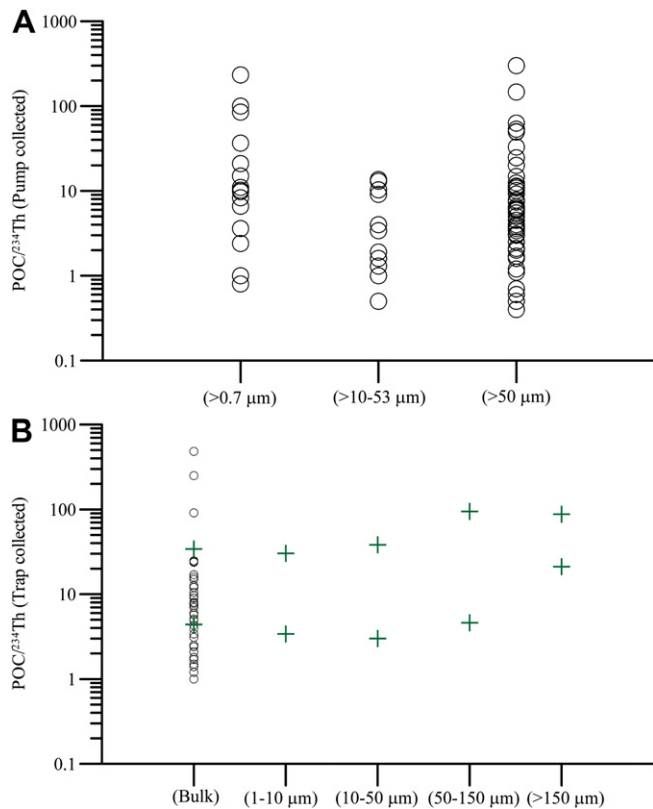 A
1000
100
10
1
0.1
POC/²³⁴Th (Pump collected)
(>0.7 μm) (>10-53 μm) (>50 μm)
B
1000
100
10
1
0.1
POC/²³⁴Th (Trap collected)
(Bulk) (1-10 μm) (10-50 μm) (50-150 μm) (>150 μm)